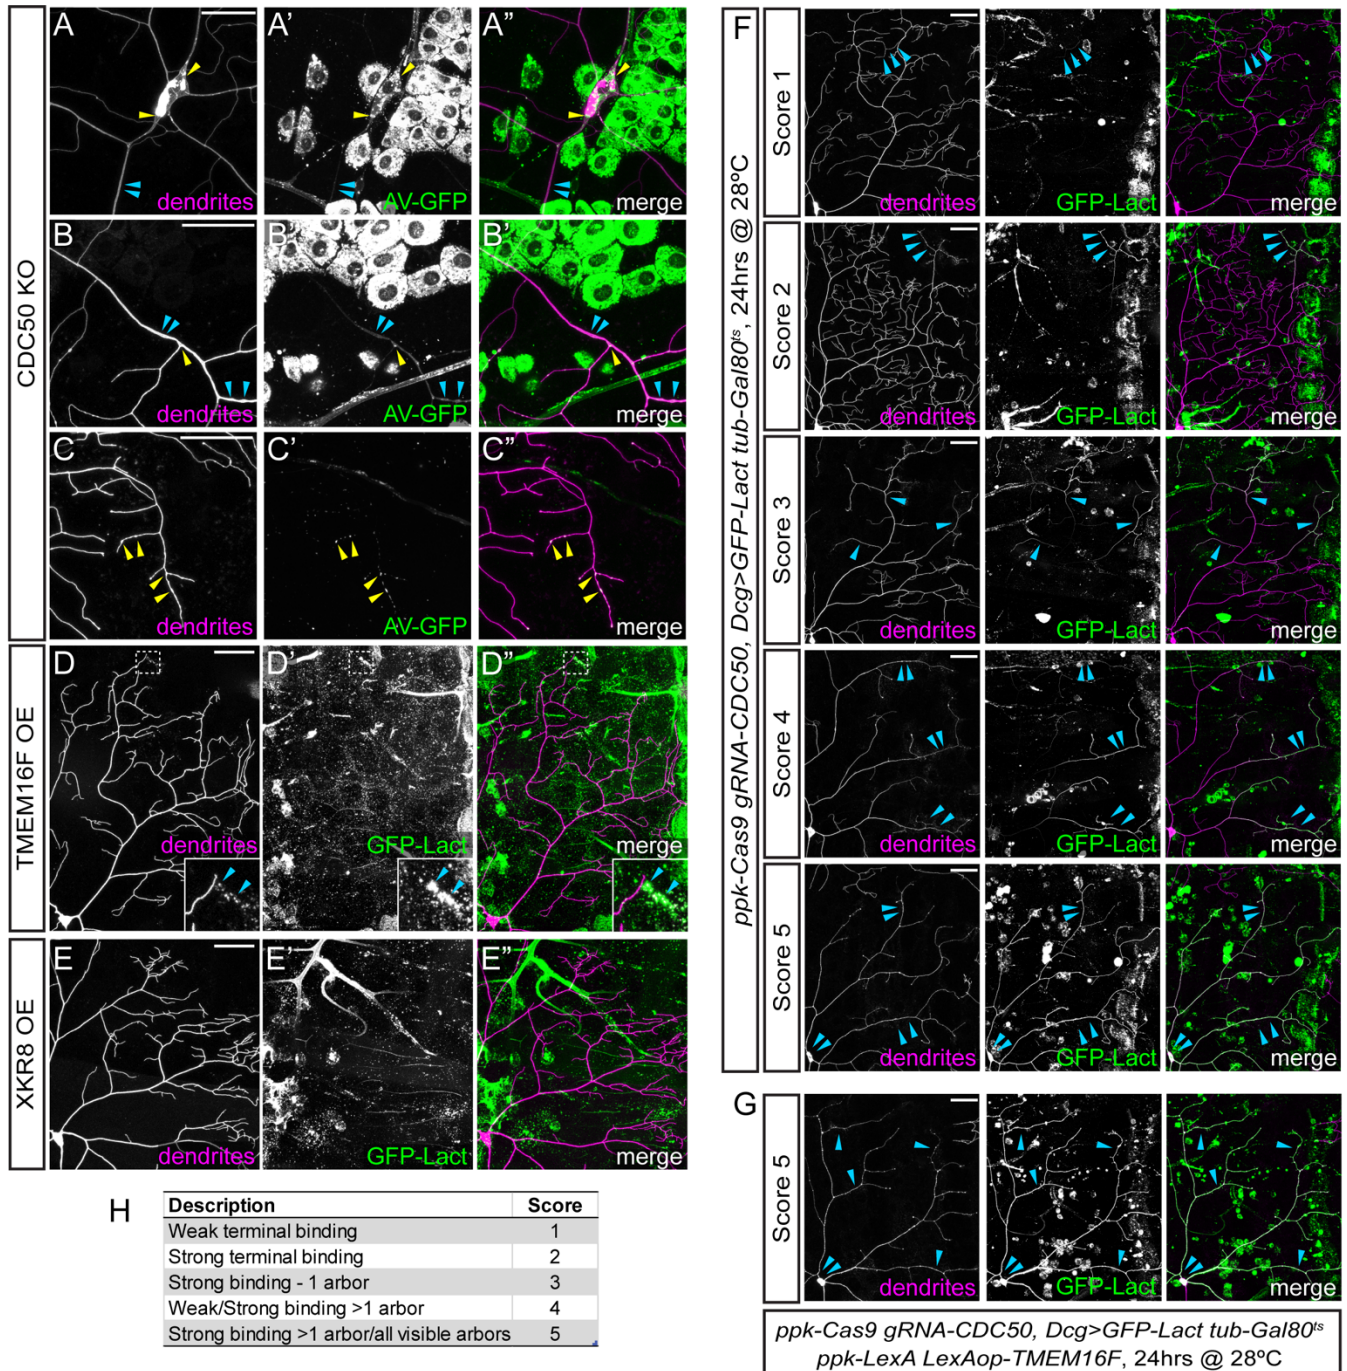 CDC50 KO
A
dendrites
A'
AV-GFP
A"
merge
B
dendrites
B'
AV-GFP
B'
merge
C
dendrites
C'
AV-GFP
C"
merge
TMEM16F OE
D
dendrites
D'
GFP-Lact
D"
merge
XKR8 OE
E
dendrites
E'
GFP-Lact
E"
merge
F
ppk-Cas9 gRNA-CDC50, Dcg>GFP-Lact tub-Gal80ts, 24hrs @ 28ºC
Score 1
dendrites
GFP-Lact
merge
Score 2
dendrites
GFP-Lact
merge
Score 3
dendrites
GFP-Lact
merge
Score 4
dendrites
GFP-Lact
merge
Score 5
dendrites
GFP-Lact
merge
G
Score 5
dendrites
GFP-Lact
merge
ppk-Cas9 gRNA-CDC50, Dcg>GFP-Lact tub-Gal80ts
ppk-LexA LexAop-TMEM16F, 24hrs @ 28ºC
H
Description Score
Weak terminal binding 1
Strong terminal binding 2
Strong binding - 1 arbor 3
Weak/Strong binding >1 arbor 4
Strong binding >1 arbor/all visible arbors 5